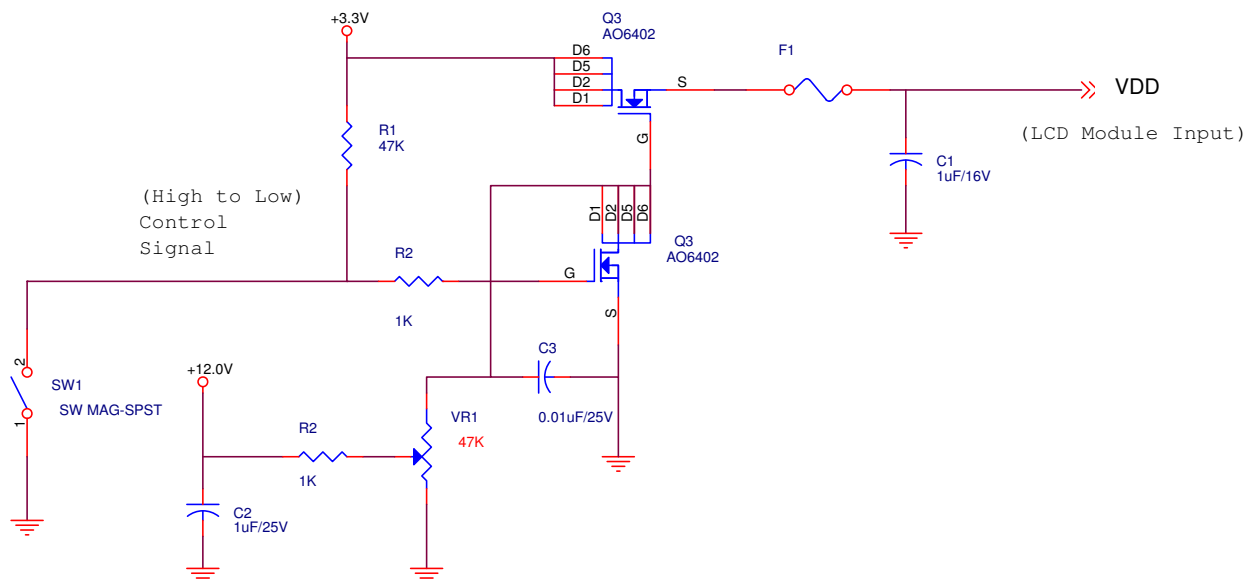 +3.3V
Q3
AO6402
D6
D5
D2
D1
S
G
F1
VDD
(LCD Module Input)
R1
47K
C1
1uF/16V
(High to Low)
Control
Signal
D1
D2
D5
D6
Q3
AO6402
R2
1K
G
S
C3
0.01uF/25V
2
1
SW1
SW MAG-SPST
+12.0V
R2
1K
VR1
47K
C2
1uF/25V